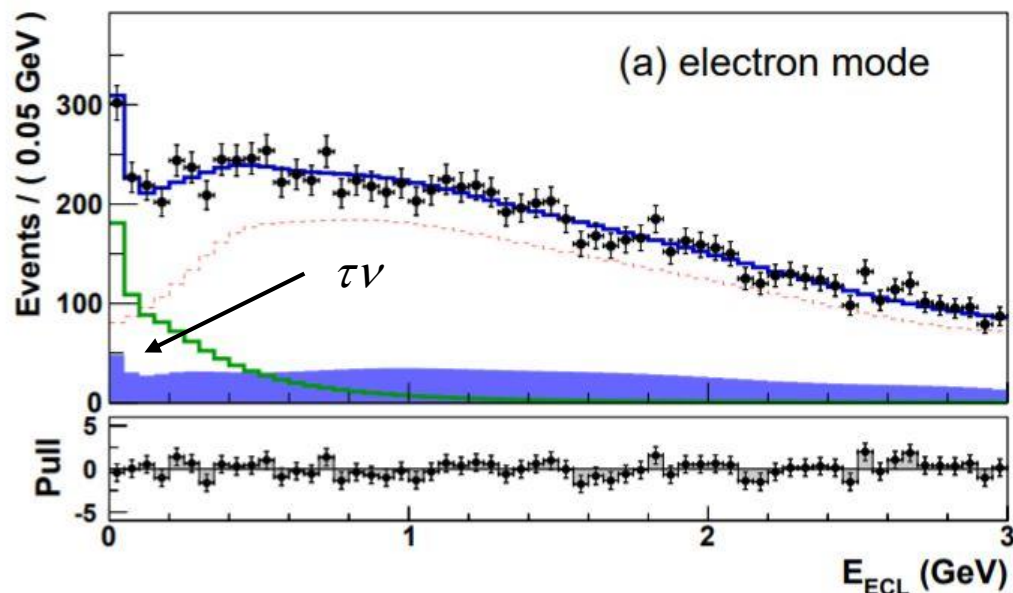 (a) electron mode
Events / ( 0.05 GeV )
300
200
100
0
τν
Pull
5
0
-5
0
1
2
3
E_ECL (GeV)